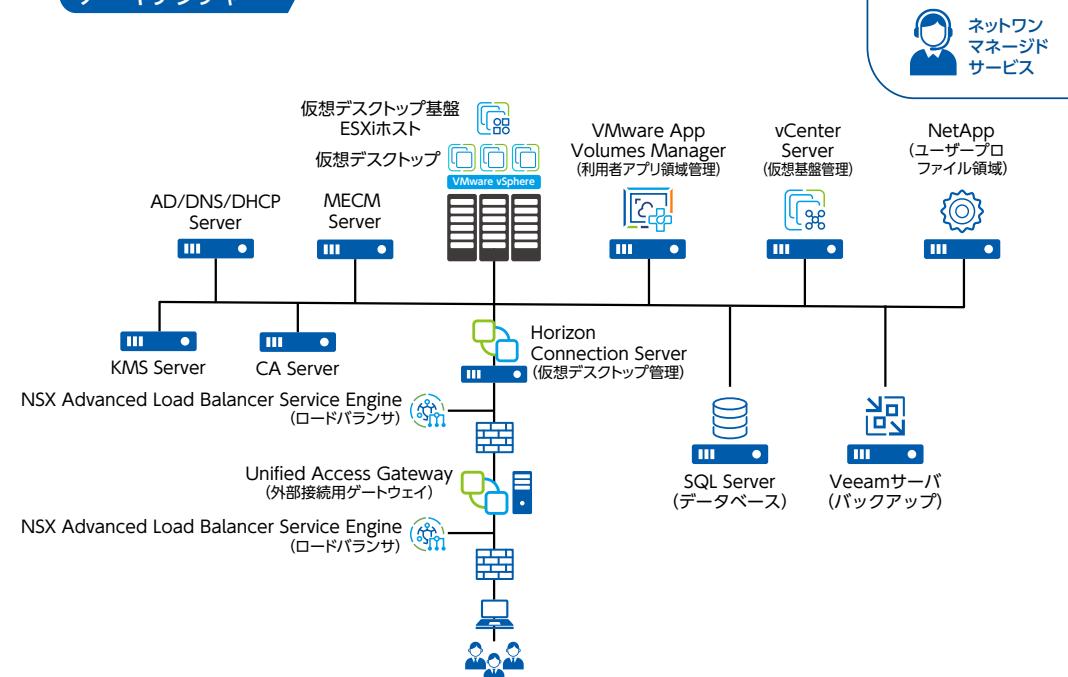 アーキテクチャ
ネットワン
マネージド
サービス
仮想デスクトップ基盤
ESXiホスト
仮想デスクトップ
VMware vSphere
VMware App
Volumes Manager
（利用者アプリ領域管理）
vCenter
Server
（仮想基盤管理）
NetApp
（ユーザープロ
ファイル領域）
AD/DNS/DHCP
Server
MECM
Server
KMS Server
CA Server
Horizon
Connection Server
（仮想デスクトップ管理）
NSX Advanced Load Balancer Service Engine
（ロードバランサ）
Unified Access Gateway
（外部接続用ゲートウェイ）
NSX Advanced Load Balancer Service Engine
（ロードバランサ）
SQL Server
（データベース）
Veeamサーバ
（バックアップ）